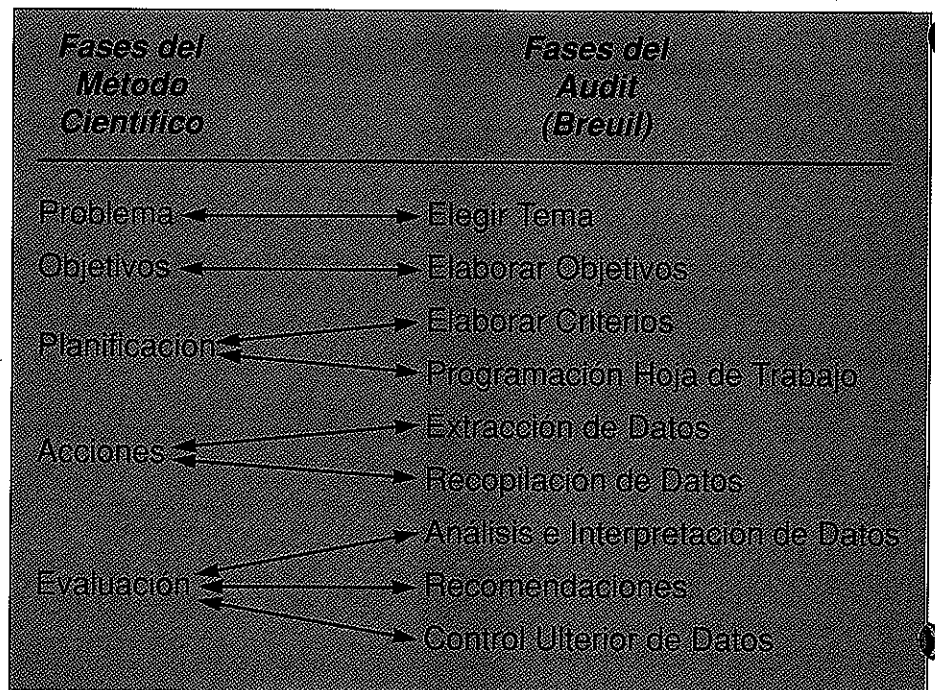 Fases del
Método
Científico
Fases del
Audit
(Breuil)
Problema
Elegir Tema
Objetivos
Elaborar Objetivos
Planificación
Elaborar Criterios
Programación Hoja de Trabajo
Acciones
Extracción de Datos
Recopilación de Datos
Evaluación
Análisis e Interpretación de Datos
Recomendaciones
Control Ulterior de Datos